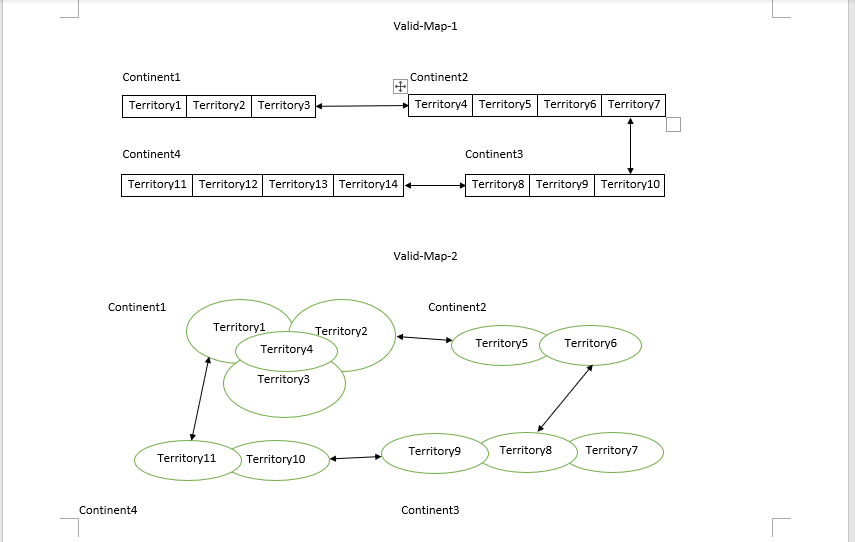 Valid-Map-1
Continent1
Continent2
Territory1 Territory2 Territory3
Territory4 Territory5 Territory6 Territory7
Continent4
Continent3
Territory11 Territory12 Territory13 Territory14
Territory8 Territory9 Territory10
Valid-Map-2
Continent1
Continent2
Territory1
Territory2
Territory4
Territory3
Territory5
Territory6
Territory11
Territory10
Territory9
Territory8
Territory7
Continent4
Continent3